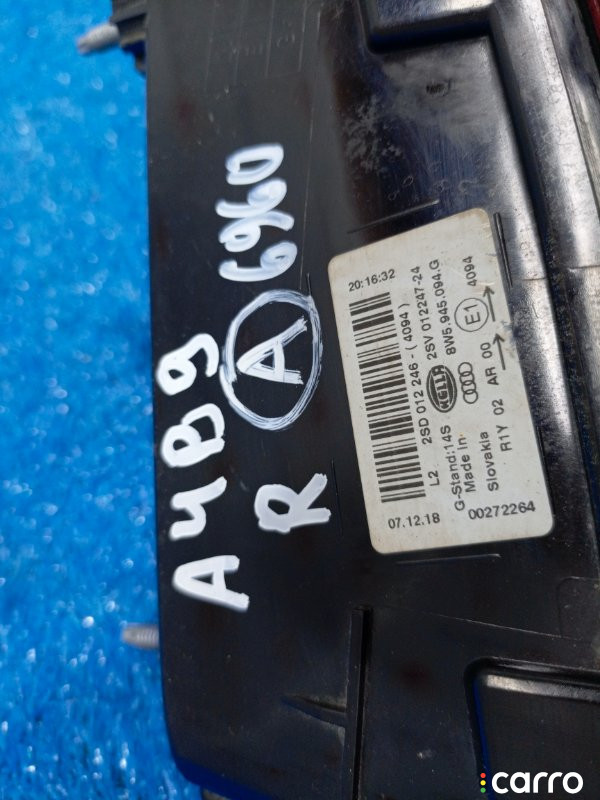 A4B9
R A 6960
20:16:32
2SD 012 246-(4094)
2SV 012247-24
L2
HELLA
8W5.945.094.G
G-Stand:14S
Made in
Slovakia
E1
4094
R1Y 02 AR 00
07.12.18
00272264
carro